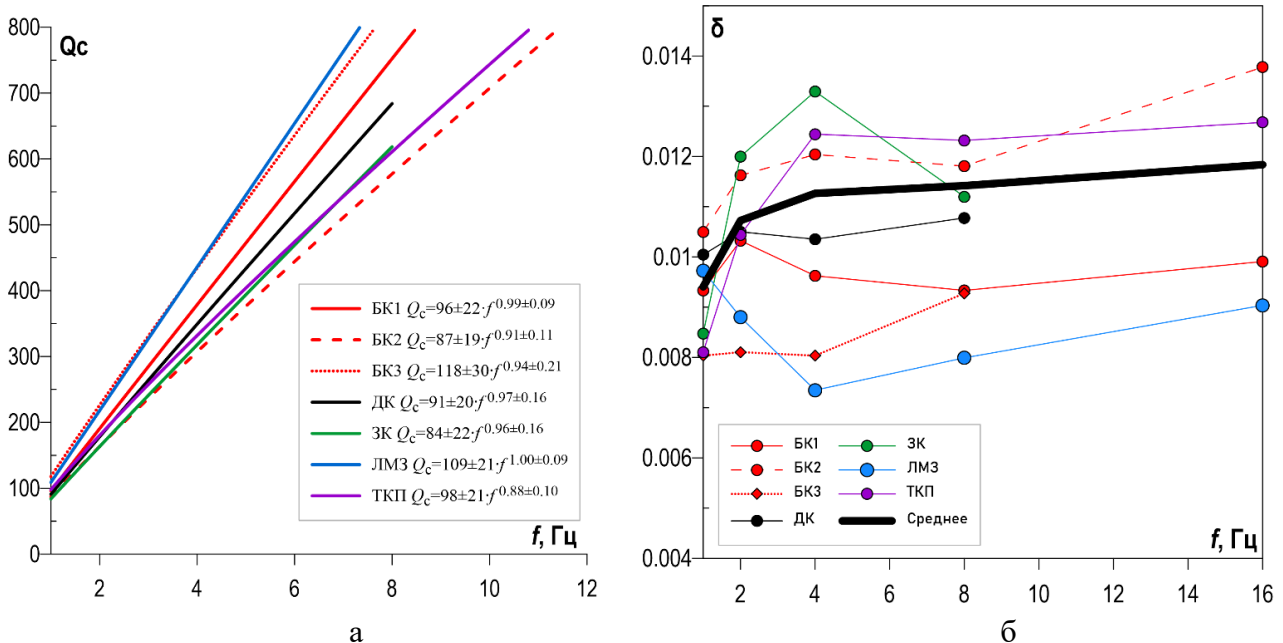 800
700
600
500
400
300
200
100
0
Qc
БК1 Qc=96±22·f^0.99±0.09
БК2 Qc=87±19·f^0.91±0.11
БК3 Qc=118±30·f^0.94±0.21
ДК Qc=91±20·f^0.97±0.16
ЗК Qc=84±22·f^0.96±0.16
ЛМЗ Qc=109±21·f^1.00±0.09
ТКП Qc=98±21·f^0.88±0.10
f, Гц
2 4 6 8 10 12
а
δ
0.014
0.012
0.010
0.008
0.006
0.004
БК1 ЗК
БК2 ЛМЗ
БК3 ТКП
ДК Среднее
f, Гц
2 4 6 8 10 12 14 16
б